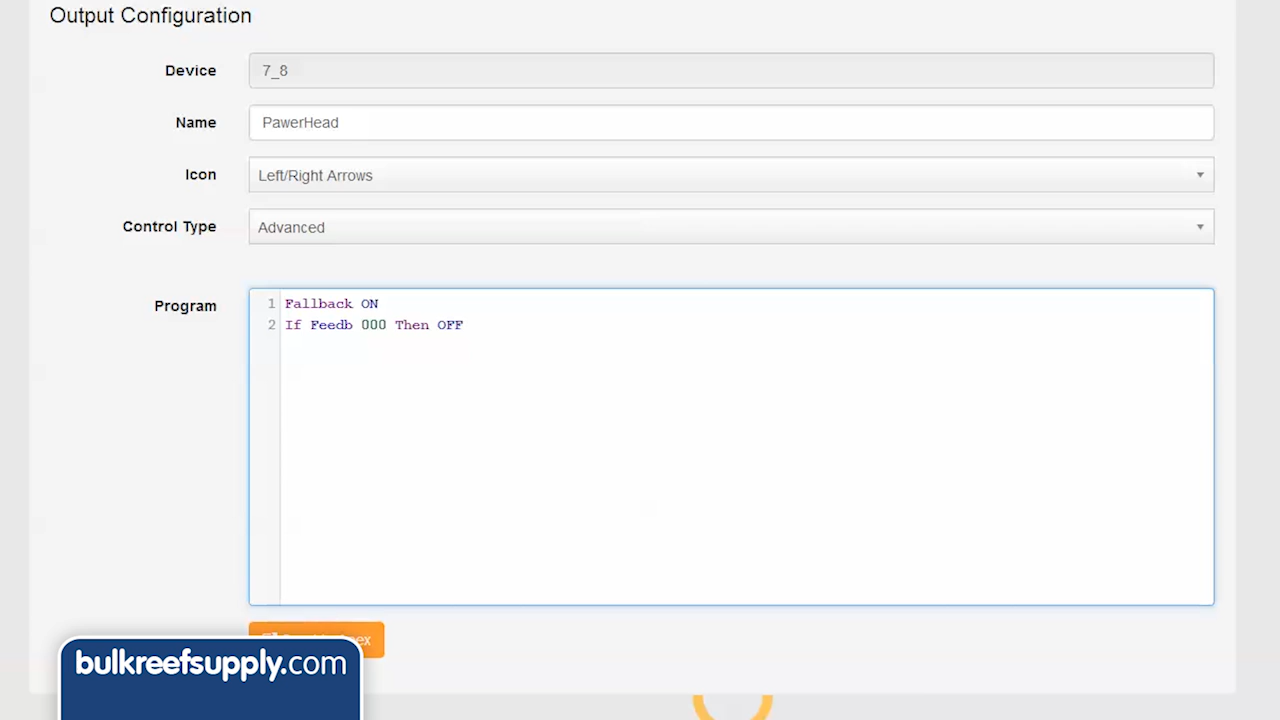 Output Configuration
Device 7_8
Name PawerHead
Icon Left/Right Arrows
Control Type Advanced
Program
1 Fallback ON
2 If Feedb 000 Then OFF
bulkreefsupply.com